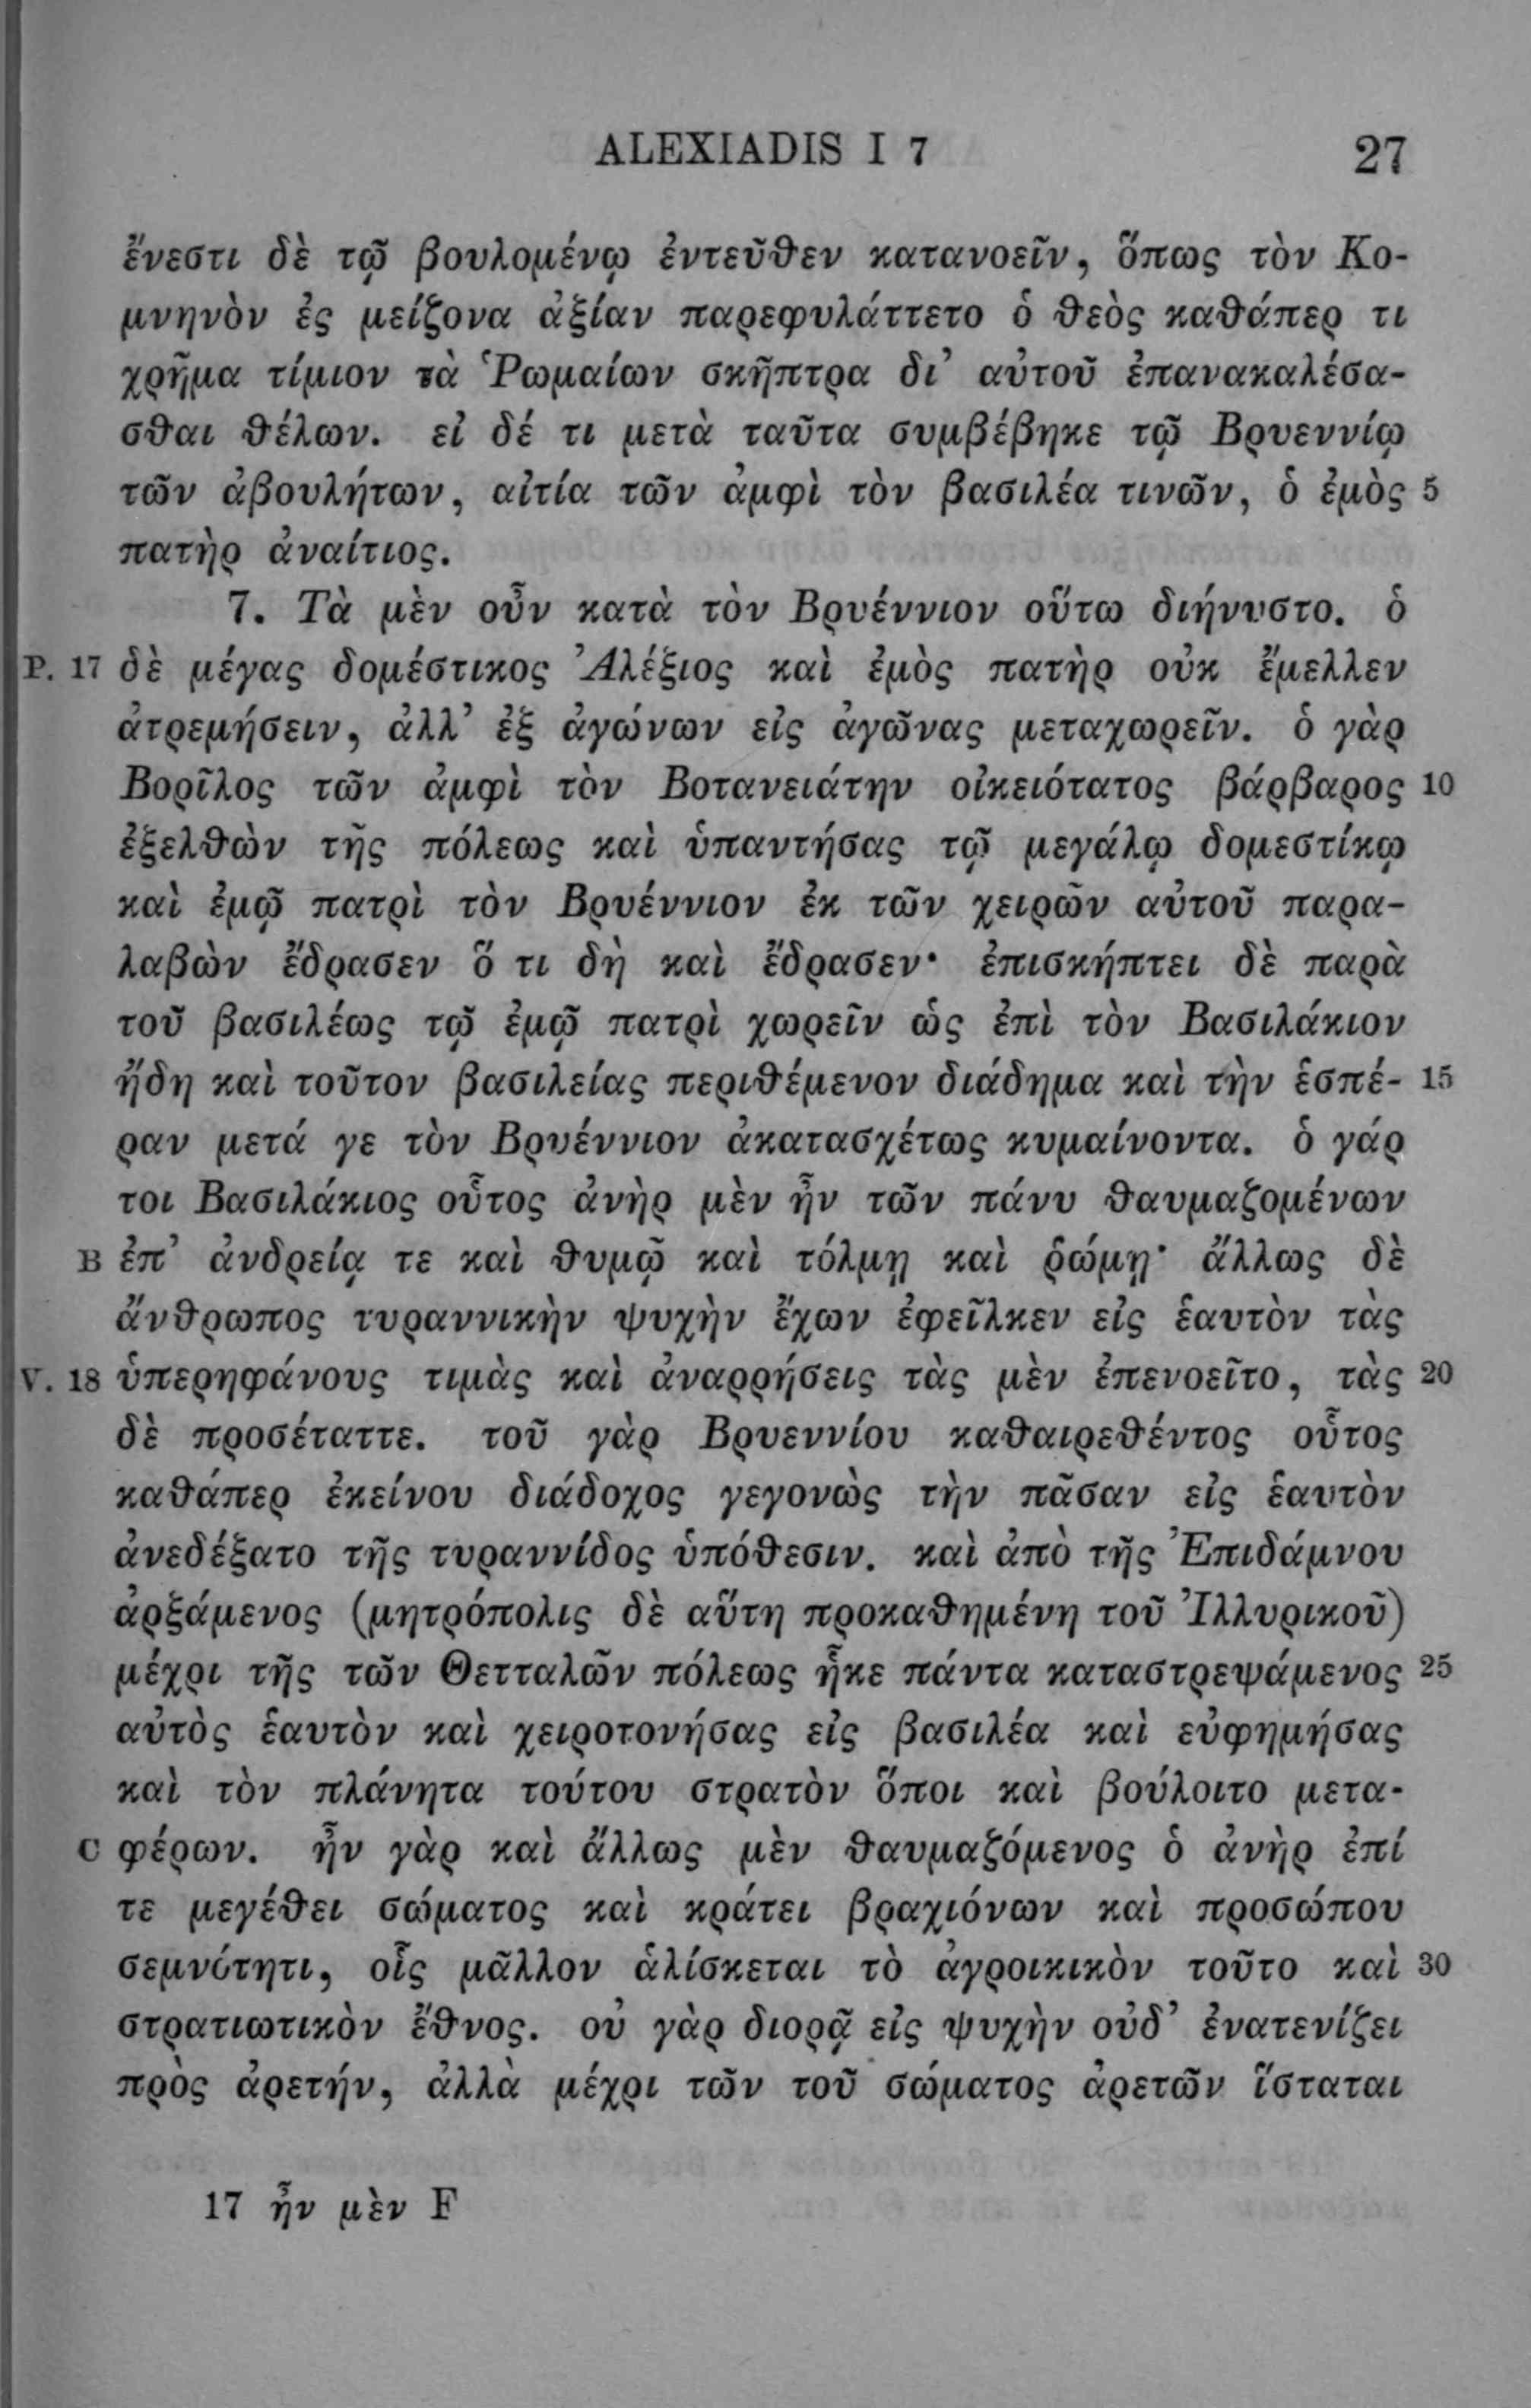 ALEXIADIS I 7 27
ἔνεστι δὲ τῷ βουλομένῳ ἐντεῦθεν κατανοεῖν, ὅπως τὸν Κο-
μνηνὸν ἐς μείζονα ἀξίαν παρεφυλάττετο ὁ θεὸς καθάπερ τι
χρῆμα τίμιον τὰ Ῥωμαίων σκῆπτρα δι’ αὐτοῦ ἐπανακαλέσα-
σθαι θέλων. εἰ δέ τι μετὰ ταῦτα συμβέβηκε τῷ Βρυεννίῳ
τῶν ἀβουλήτων, αἰτία τῶν ἀμφὶ τὸν βασιλέα τινῶν, ὁ ἐμὸς 5
πατὴρ ἀναίτιος.
7. Τὰ μὲν οὖν κατὰ τὸν Βρυέννιον οὕτω διήνυστο. ὁ
P. 17 δὲ μέγας δομέστικος Ἀλέξιος καὶ ἐμὸς πατὴρ οὐκ ἔμελλεν
ἀτρεμήσειν, ἀλλ’ ἐξ ἀγώνων εἰς ἀγῶνας μεταχωρεῖν. ὁ γὰρ
Βορῖλος τῶν ἀμφὶ τὸν Βοτανειάτην οἰκειότατος βάρβαρος 10
ἐξελθὼν τῆς πόλεως καὶ ὑπαντήσας τῷ μεγάλῳ δομεστίκῳ
καὶ ἐμῷ πατρὶ τὸν Βρυέννιον ἐκ τῶν χειρῶν αὐτοῦ παρα-
λαβὼν ἔδρασεν ὅ τι δὴ καὶ ἔδρασεν· ἐπισκήπτει δὲ παρὰ
τοῦ βασιλέως τῷ ἐμῷ πατρὶ χωρεῖν ὡς ἐπὶ τὸν Βασιλάκιον
ἤδη καὶ τοῦτον βασιλείας περιθέμενον διάδημα καὶ τὴν ἑσπέ- 15
ραν μετά γε τὸν Βρυέννιον ἀκατασχέτως κυμαίνοντα. ὁ γάρ
τοι Βασιλάκιος οὗτος ἀνὴρ μὲν ἦν τῶν πάνυ θαυμαζομένων
B ἐπ’ ἀνδρείᾳ τε καὶ θυμῷ καὶ τόλμῃ καὶ ῥώμῃ· ἄλλως δὲ
ἄνθρωπος τυραννικὴν ψυχὴν ἔχων ἐφεῖλκεν εἰς ἑαυτὸν τὰς
V. 18 ὑπερηφάνους τιμὰς καὶ ἀναρρήσεις τὰς μὲν ἐπενοεῖτο, τὰς 20
δὲ προσέταττε. τοῦ γὰρ Βρυεννίου καθαιρεθέντος οὗτος
καθάπερ ἐκείνου διάδοχος γεγονὼς τὴν πᾶσαν εἰς ἑαυτὸν
ἀνεδέξατο τῆς τυραννίδος ὑπόθεσιν. καὶ ἀπὸ τῆς Ἐπιδάμνου
ἀρξάμενος (μητρόπολις δὲ αὕτη προκαθημένη τοῦ Ἰλλυρικοῦ)
μέχρι τῆς τῶν Θετταλῶν πόλεως ἧκε πάντα καταστρεψάμενος 25
αὐτὸς ἑαυτὸν καὶ χειροτονήσας εἰς βασιλέα καὶ εὐφημήσας
καὶ τὸν πλάνητα τούτου στρατὸν ὅποι καὶ βούλοιτο μετα-
C φέρων. ἦν γὰρ καὶ ἄλλως μὲν θαυμαζόμενος ὁ ἀνὴρ ἐπί
τε μεγέθει σώματος καὶ κράτει βραχιόνων καὶ προσώπου
σεμνότητι, οἷς μᾶλλον ἁλίσκεται τὸ ἀγροικικὸν τοῦτο καὶ 30
στρατιωτικὸν ἔθνος. οὐ γὰρ διορᾷ εἰς ψυχὴν οὐδ’ ἐνατενίζει
πρὸς ἀρετήν, ἀλλὰ μέχρι τῶν τοῦ σώματος ἀρετῶν ἵσταται
17 ἦν μὲν F